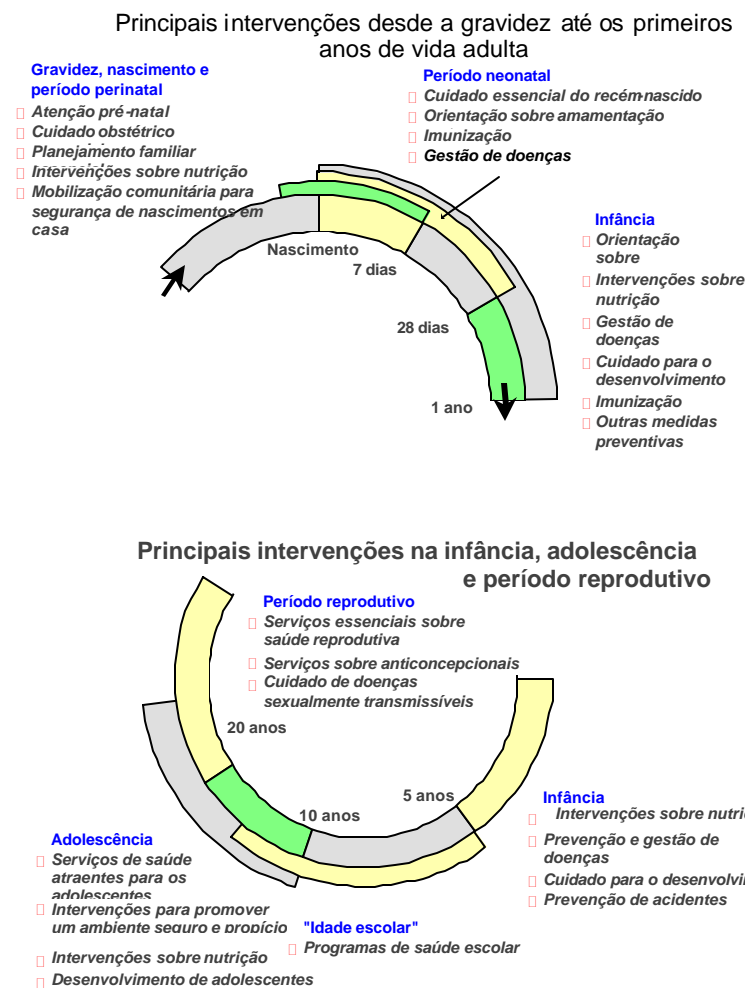 Principais intervenções desde a gravidez até os primeiros
anos de vida adulta
Gravidez, nascimento e
período perinatal
Atenção pré-natal
Cuidado obstétrico
Planejamento familiar
Intervenções sobre nutrição
Mobilização comunitária para
segurança de nascimentos em
casa
Período neonatal
Cuidado essencial do recém-nascido
Orientação sobre amamentação
Imunização
Gestão de doenças
Nascimento
7 dias
28 dias
1 ano
Infância
Orientação
sobre
Intervenções sobre
nutrição
Gestão de
doenças
Cuidado para o
desenvolvimento
Imunização
Outras medidas
preventivas
Principais intervenções na infância, adolescência
e período reprodutivo
Período reprodutivo
Serviços essenciais sobre
saúde reprodutiva
Serviços sobre anticoncepcionais
Cuidado de doenças
sexualmente transmissíveis
20 anos
10 anos
5 anos
Infância
Intervenções sobre
Prevenção e gestão de
doenças
Cuidado para o
Prevenção de acidentes
Adolescência
Serviços de saúde
atraentes para os
adolescentes
Intervenções para promover
um ambiente seguro e propício
Intervenções sobre nutrição
Desenvolvimento de adolescentes
"Idade escolar"
Programas de saúde escolar